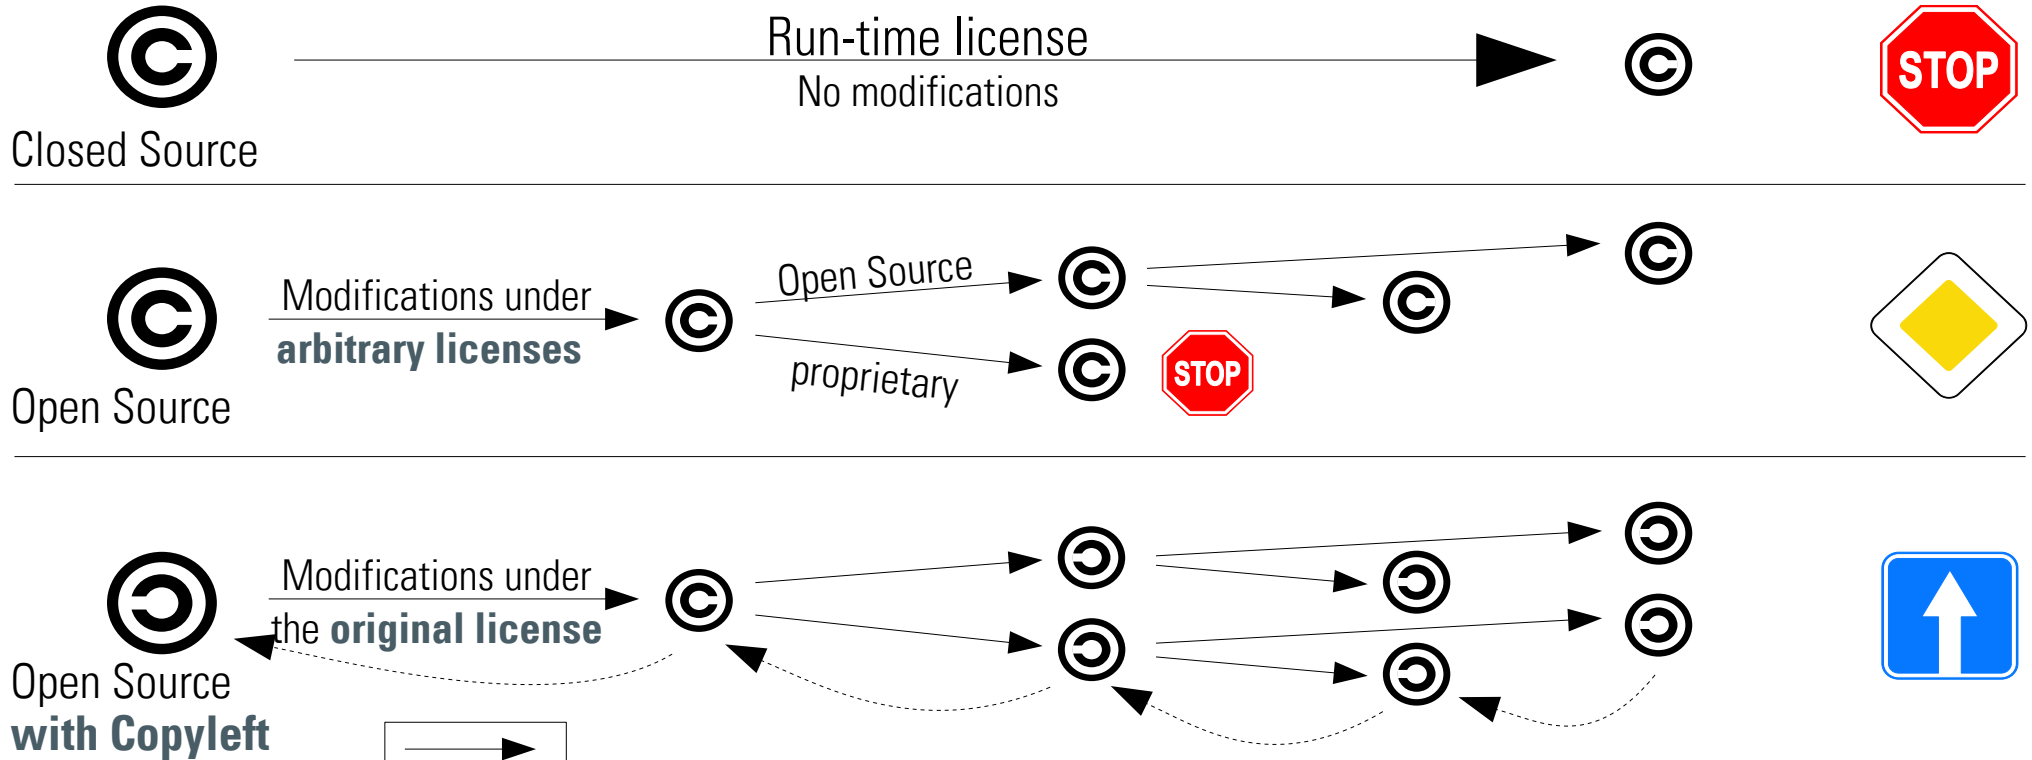 Run-time license
No modifications
STOP
Closed Source
Modifications under
arbitrary licenses
Open Source
proprietary
STOP
Open Source
Modifications under
the original license
Open Source
with Copyleft